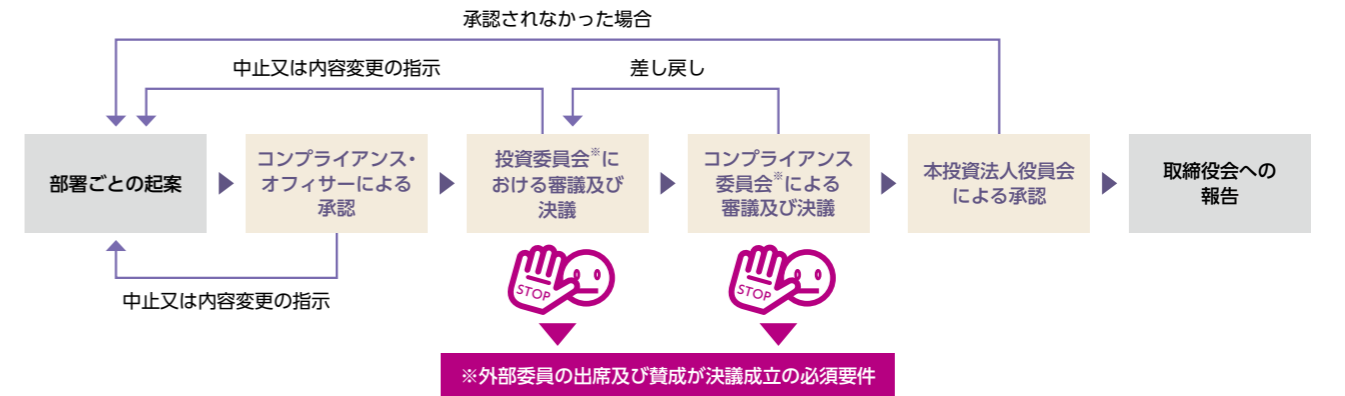 承認されなかった場合
中止又は内容変更の指示
差し戻し
部署ごとの起案
コンプライアンス・
オフィサーによる
承認
投資委員会※に
おける審議及び
決議
コンプライアンス
委員会※による
審議及び決議
本投資法人役員会
による承認
取締役会への
報告
中止又は内容変更の指示
STOP
STOP
※外部委員の出席及び賛成が決議成立の必須要件